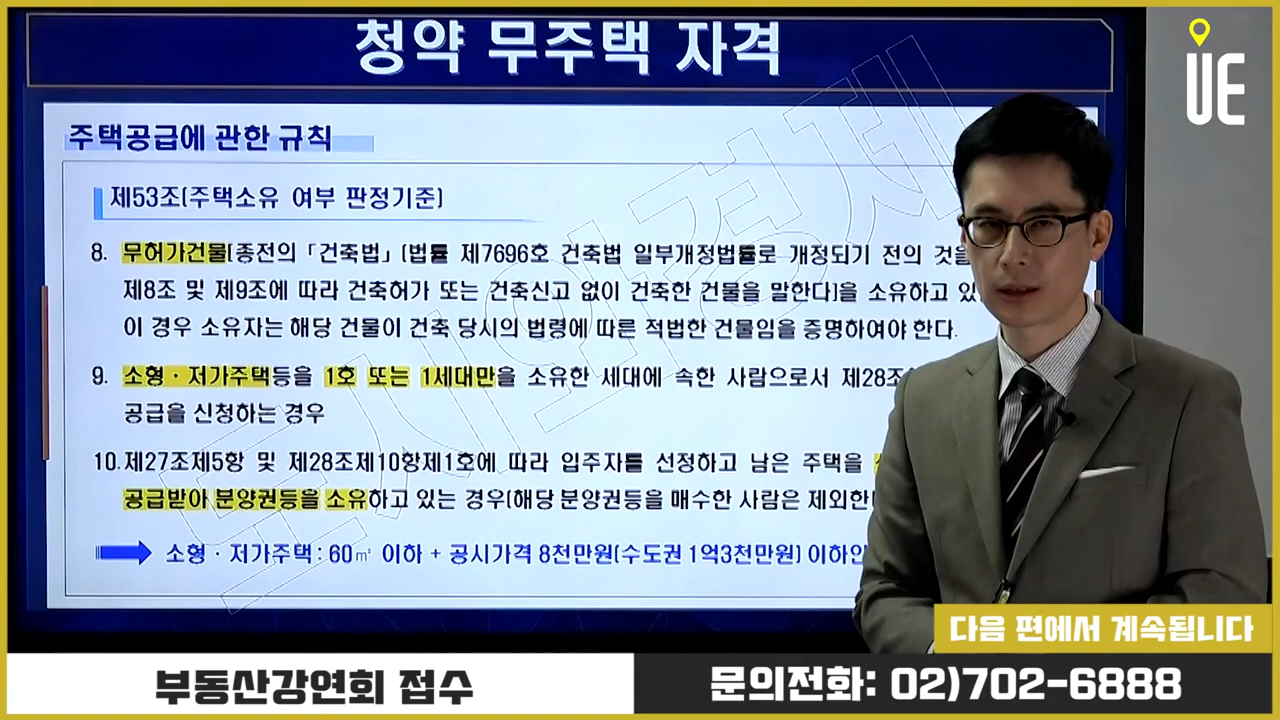 청약 무주택 자격
UE
주택공급에 관한 규칙
제53조(주택소유 여부 판정기준)
8. 무허가건물(종전의 「건축법」 (법률 제7696호 건축법 일부개정법률로 개정되기 전의 것을
제8조 및 제9조에 따라 건축허가 또는 건축신고 없이 건축한 건물을 말한다)을 소유하고 있
이 경우 소유자는 해당 건물이 건축 당시의 법령에 따른 적법한 건물임을 증명하여야 한다.
9. 소형·저가주택등을 1호 또는 1세대만을 소유한 세대에 속한 사람으로서 제28조
공급을 신청하는 경우
10. 제27조제5항 및 제28조제10항제1호에 따라 입주자를 선정하고 남은 주택을
공급받아 분양권등을 소유하고 있는 경우(해당 분양권등을 매수한 사람은 제외한
소형·저가주택 : 60㎡ 이하 + 공시가격 8천만원(수도권 1억3천만원) 이하인
도시와경제
다음 편에서 계속됩니다
부동산강연회 접수
문의전화: 02)702-6888